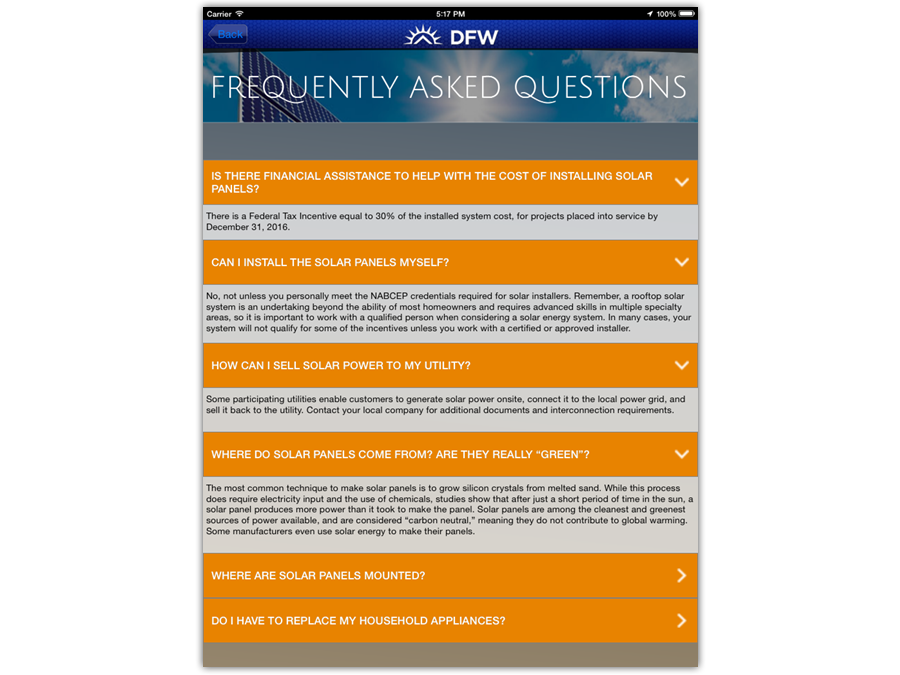 Carrier 5:17 PM 100%
Back DFW
FREQUENTLY ASKED QUESTIONS
IS THERE FINANCIAL ASSISTANCE TO HELP WITH THE COST OF INSTALLING SOLAR
PANELS?
There is a Federal Tax Incentive equal to 30% of the installed system cost, for projects placed into service by
December 31, 2016.
CAN I INSTALL THE SOLAR PANELS MYSELF?
No, not unless you personally meet the NABCEP credentials required for solar installers. Remember, a rooftop solar
system is an undertaking beyond the ability of most homeowners and requires advanced skills in multiple specialty
areas, so it is important to work with a qualified person when considering a solar energy system. In many cases, your
system will not qualify for some of the incentives unless you work with a certified or approved installer.
HOW CAN I SELL SOLAR POWER TO MY UTILITY?
Some participating utilities enable customers to generate solar power onsite, connect it to the local power grid, and
sell it back to the utility. Contact your local company for additional documents and interconnection requirements.
WHERE DO SOLAR PANELS COME FROM? ARE THEY REALLY “GREEN”?
The most common technique to make solar panels is to grow silicon crystals from melted sand. While this process
does require electricity input and the use of chemicals, studies show that after just a short period of time in the sun, a
solar panel produces more power than it took to make the panel. Solar panels are among the cleanest and greenest
sources of power available, and are considered “carbon neutral,” meaning they do not contribute to global warming.
Some manufacturers even use solar energy to make their panels.
WHERE ARE SOLAR PANELS MOUNTED?
DO I HAVE TO REPLACE MY HOUSEHOLD APPLIANCES?